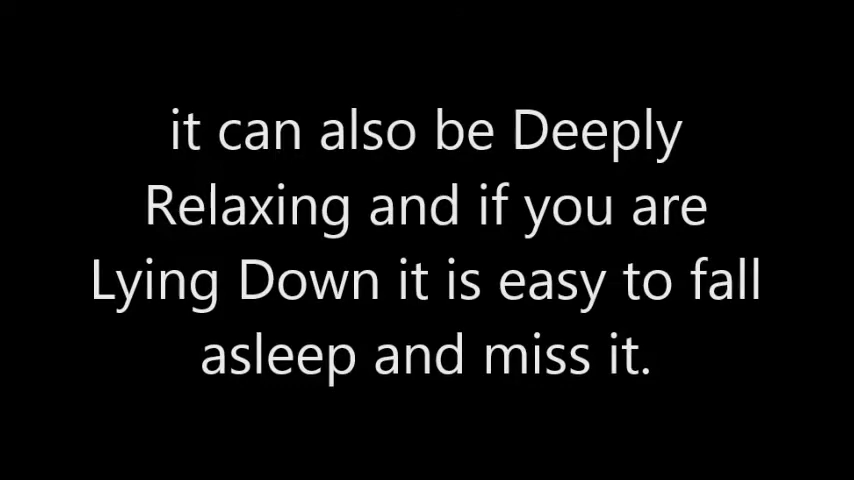 it can also be Deeply
Relaxing and if you are
Lying Down it is easy to fall
asleep and miss it.